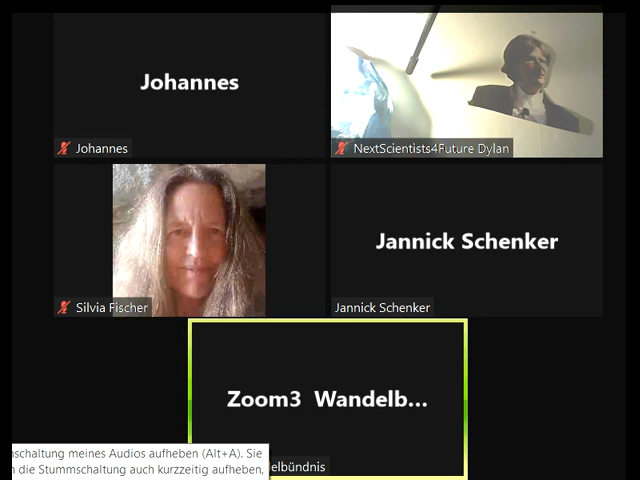 Johannes
Johannes
NextScientists4Future Dylan
Silvia Fischer
Jannick Schenker
Jannick Schenker
Zoom3 Wandelb...
elbündnis
schaltung meines Audios aufheben (Alt+A). Sie
die Stummschaltung auch kurzzeitig aufheben,